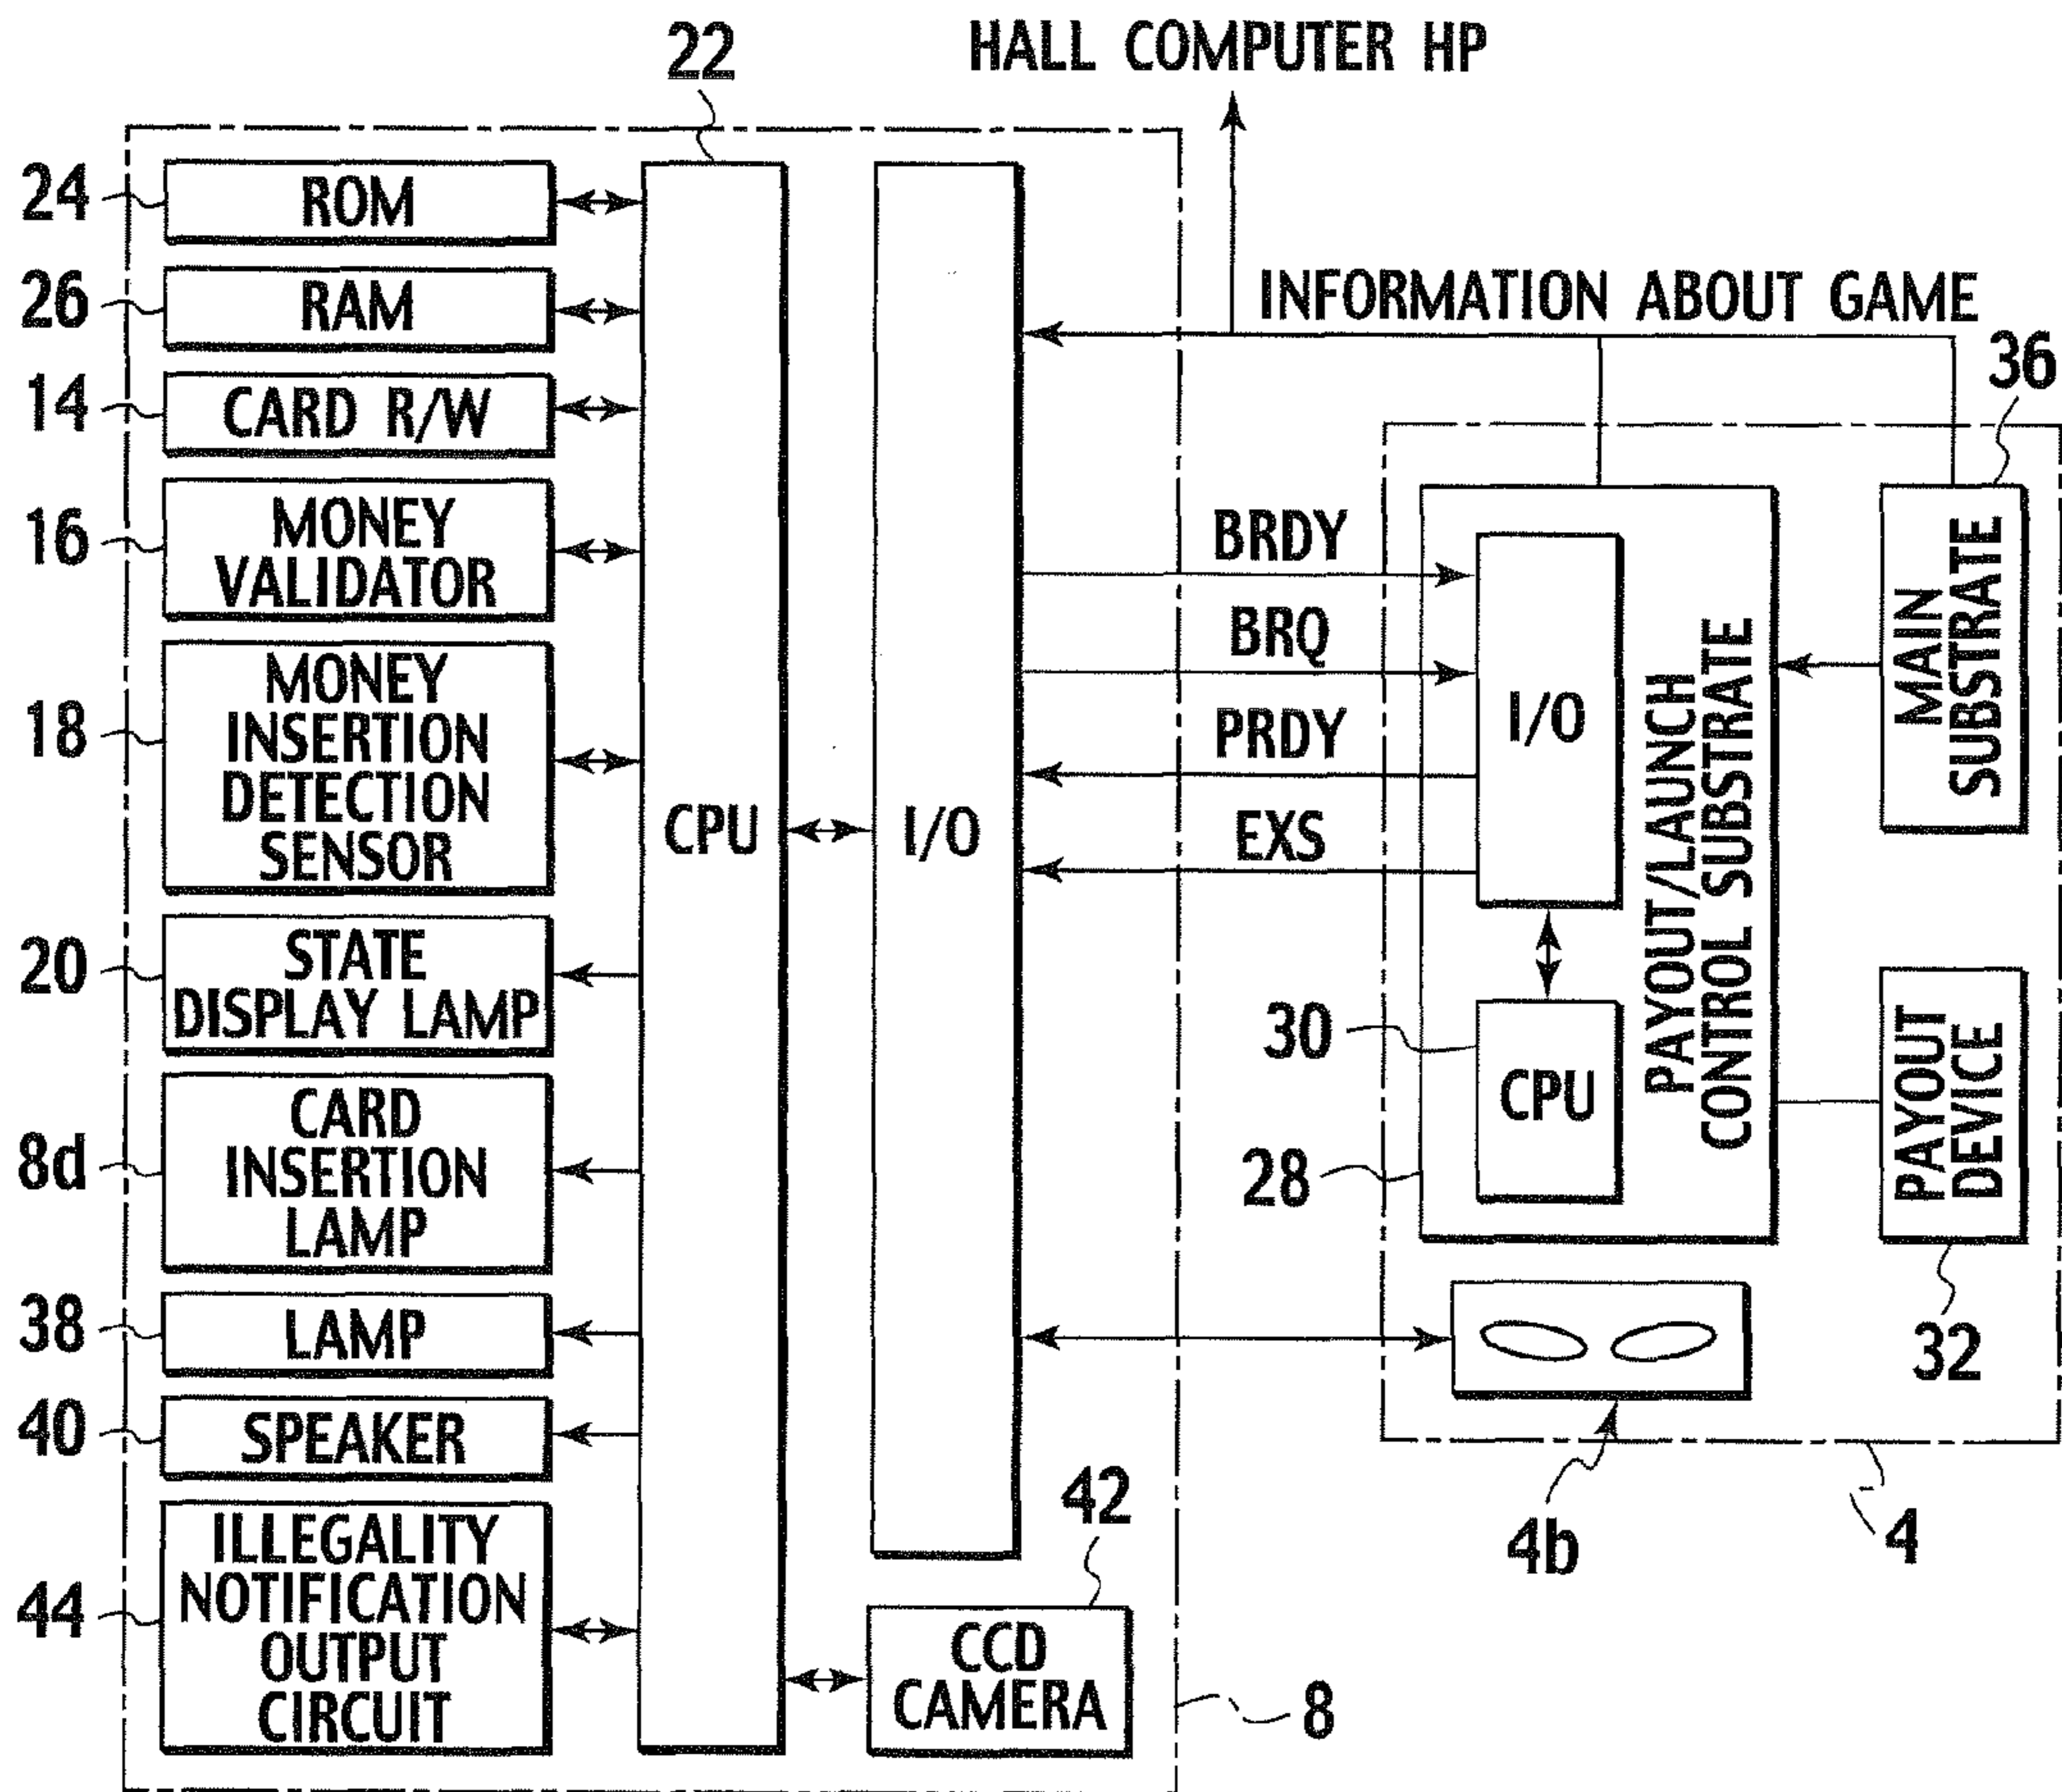 22
HALL COMPUTER HP
24
ROM
26
RAM
14
CARD R/W
16
MONEY
VALIDATOR
18
MONEY
INSERTION
DETECTION
SENSOR
20
STATE
DISPLAY LAMP
8d
CARD
INSERTION
LAMP
38
LAMP
40
SPEAKER
44
ILLEGALITY
NOTIFICATION
OUTPUT
CIRCUIT
CPU
I/O
42
CCD
CAMERA
8
INFORMATION ABOUT GAME
BRDY
BRQ
PRDY
EXS
36
I/O
30
CPU
28
PAYOUT/LAUNCH
CONTROL SUBSTRATE
MAIN
SUBSTRATE
PAYOUT
DEVICE
32
4b
4